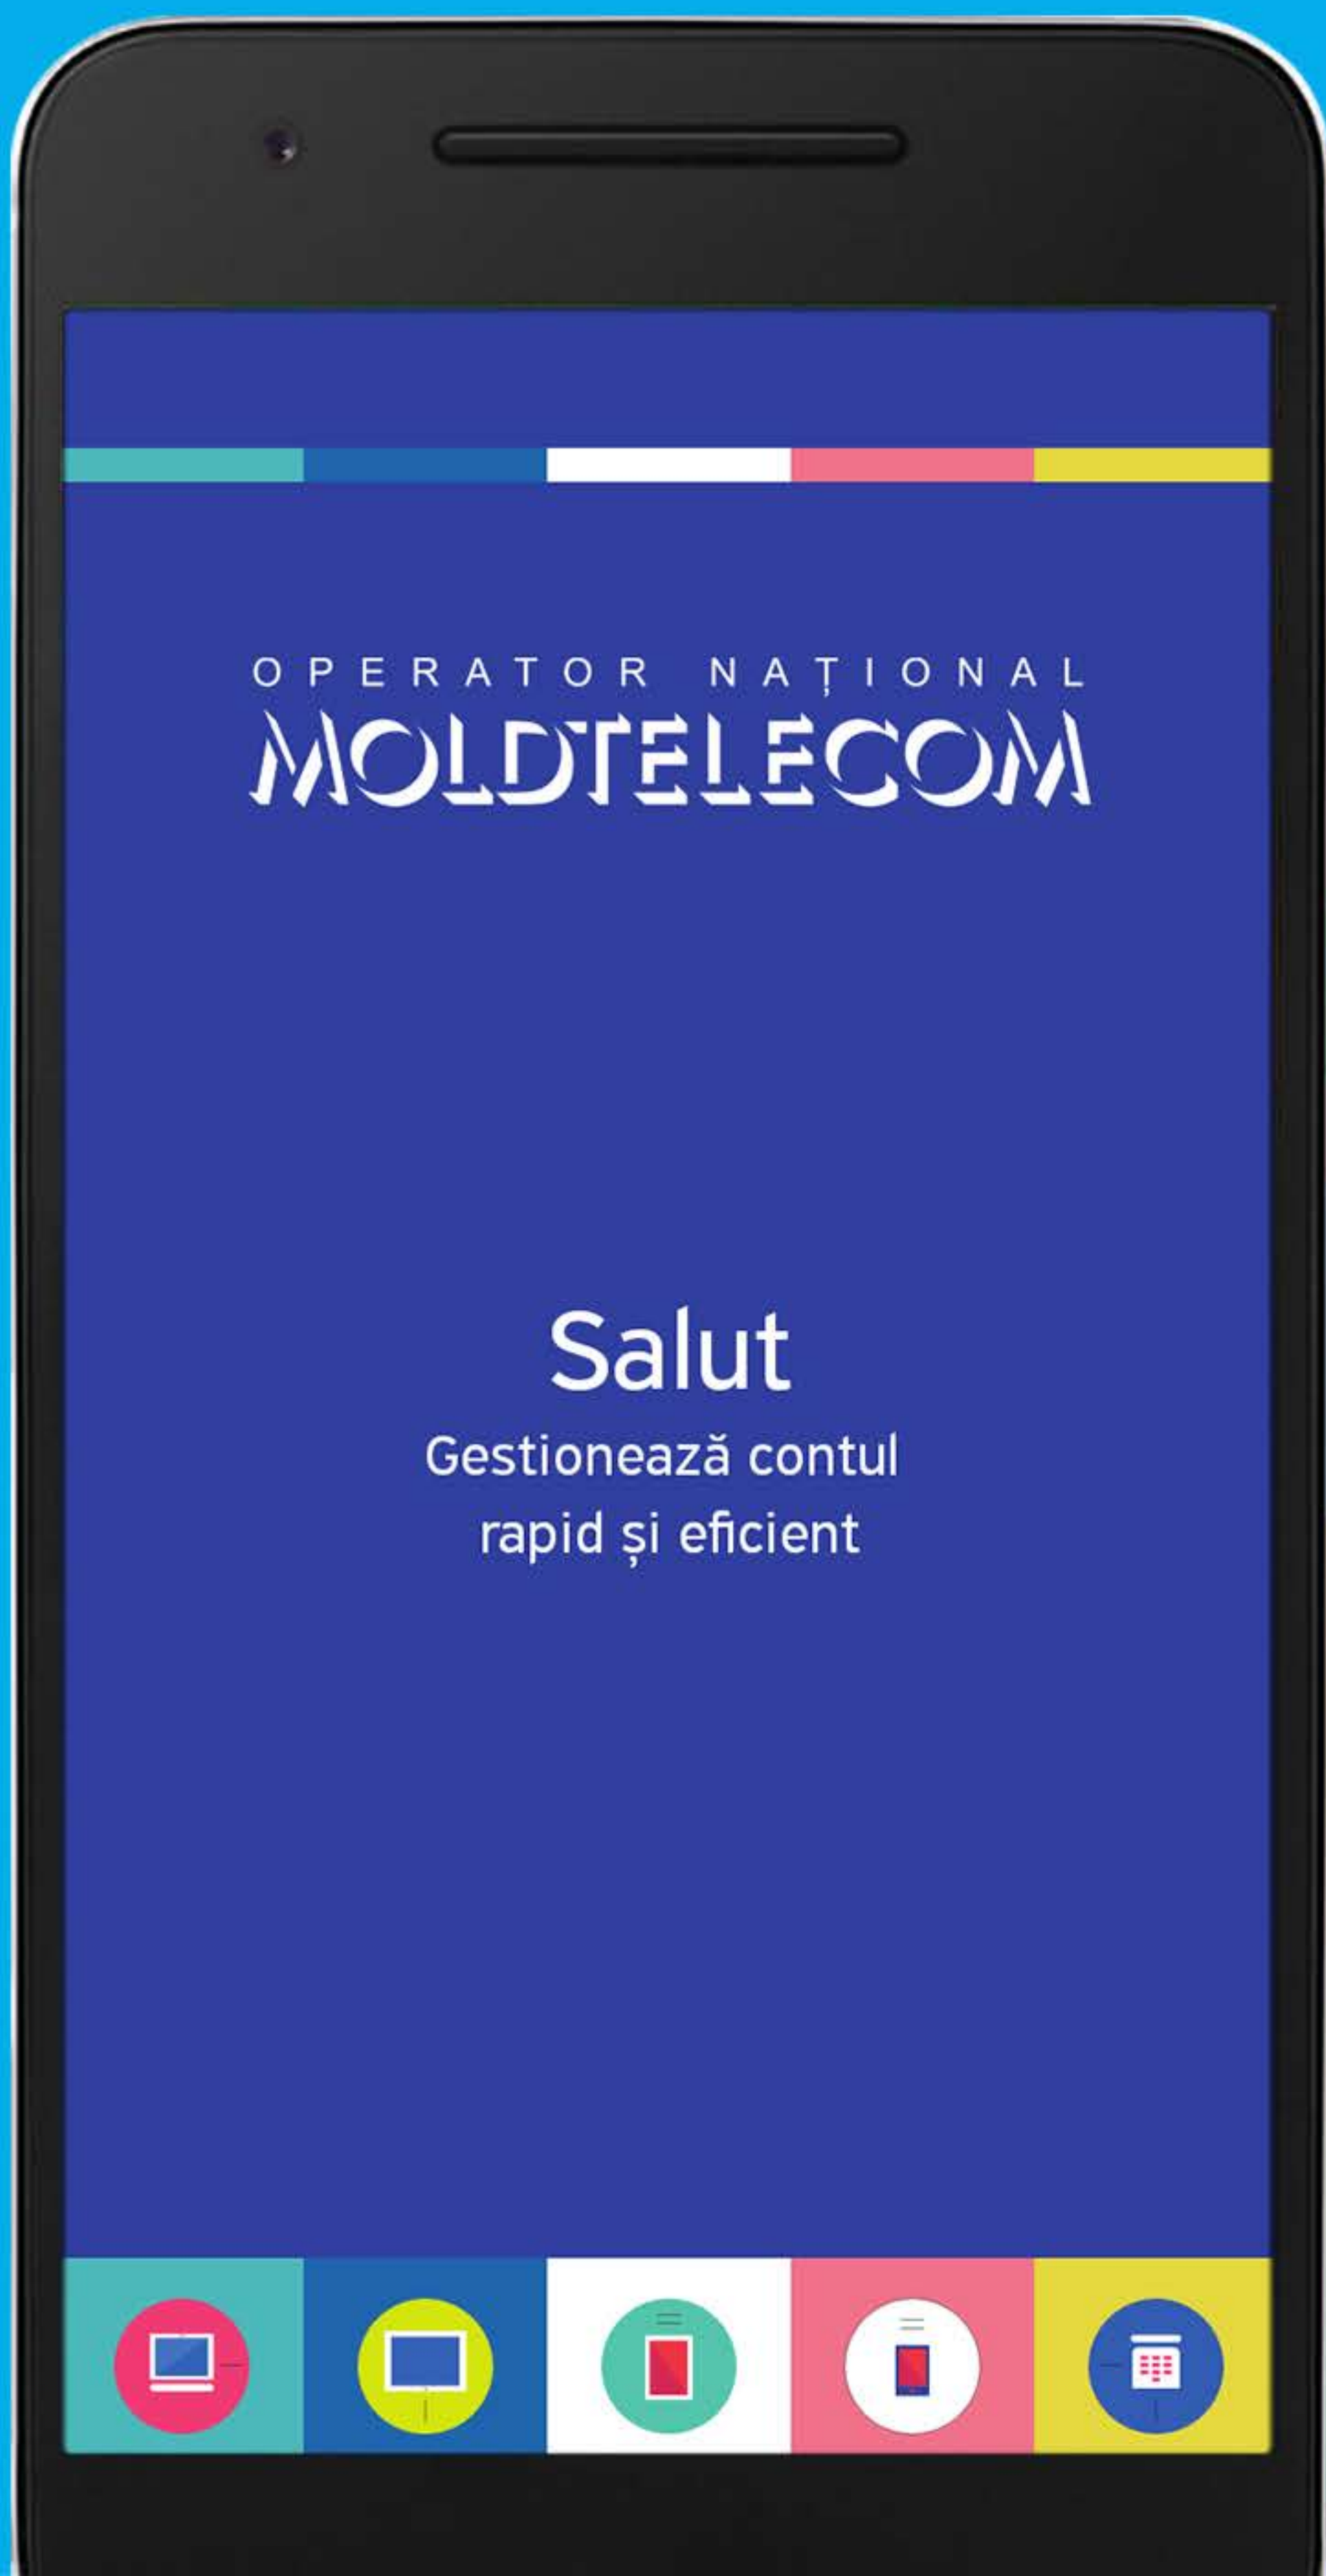 OPERATOR NAȚIONAL
MOLDTELECOM
Salut
Gestionează contul
rapid și eficient